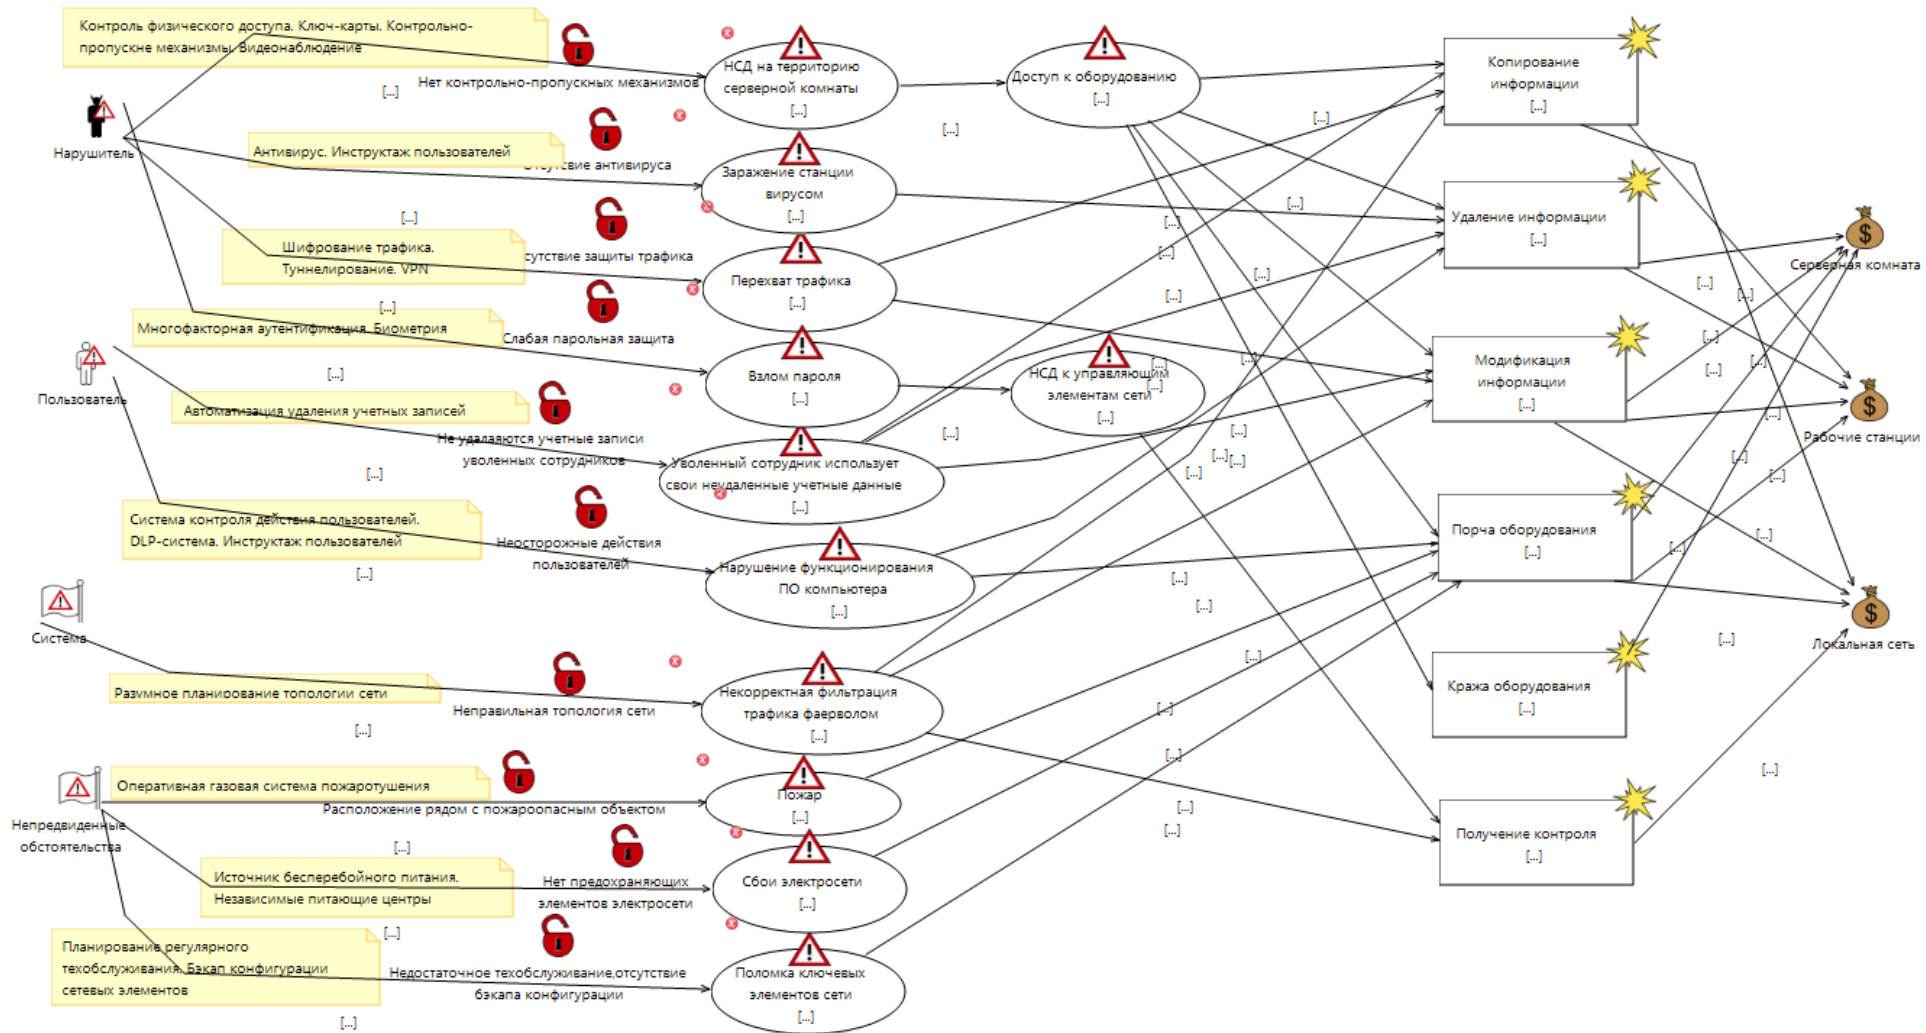 Контроль физического доступа. Ключ-карты. Контрольно-
пропускне механизмы. Видеонаблюдение
Нет контрольно-пропускных механизмов
[...]
НСД на территорию
серверной комнаты
[...]
Доступ к оборудованию
[...]
[...]
Копирование
информации
[...]
[...]
Нарушитель
Антивирус. Инструктаж пользователей
Отсутсвие антивируса
[...]
Заражение станции
вирусом
[...]
[...]
[...]
[...]
Удаление информации
[...]
Серверная комната
Шифрование трафика.
Туннелирование. VPN
сутствие защиты трафика
[...]
Перехват трафика
[...]
[...]
[...]
[...]
[...]
Многофакторная аутентификация. Биометрия
Слабая парольная защита
[...]
Взлом пароля
[...]
НСД к управляющим
элементам сети
[...]
[...]
[...]
[...]
[...]
[...]
[...]
Модификация
информации
[...]
[...]
Рабочие станции
Пользователь
Автоматизация удаления учетных записей
Не удалаяются учетные записи
уволенных сотрудников
[...]
Уволенный сотрудник использует
свои неудаленные учетные данные
[...]
[...]
[...]
[...]
[...]
[...]
[...]
[...]
Система контроля действия пользователей.
DLP-система. Инструктаж пользователей
Неосторожные действия
пользователей
[...]
Нарушение функционирования
ПО компьютера
[...]
[...]
[...]
Порча оборудования
[...]
[...]
[...]
Локальная сеть
[...]
Система
Разумное планирование топологии сети
Неправильная топология сети
[...]
Некорректная фильтрация
трафика фаерволом
[...]
[...]
[...]
[...]
Кража оборудования
[...]
[...]
Непредвиденные
обстоятельства
Оперативная газовая система пожаротушения
Расположение рядом с пожароопасным объектом
[...]
Пожар
[...]
[...]
[...]
Получение контроля
[...]
Источник бесперебойного питания.
Независимые питающие центры
Нет предохраняющих
элементов электросети
[...]
Сбои электросети
[...]
Планирование регулярного
техобслуживания. Бэкап конфигурации
сетевых элементов
Недостаточное техобслуживание,отсутствие
бэкапа конфигурации
[...]
Поломка ключевых
элементов сети
[...]